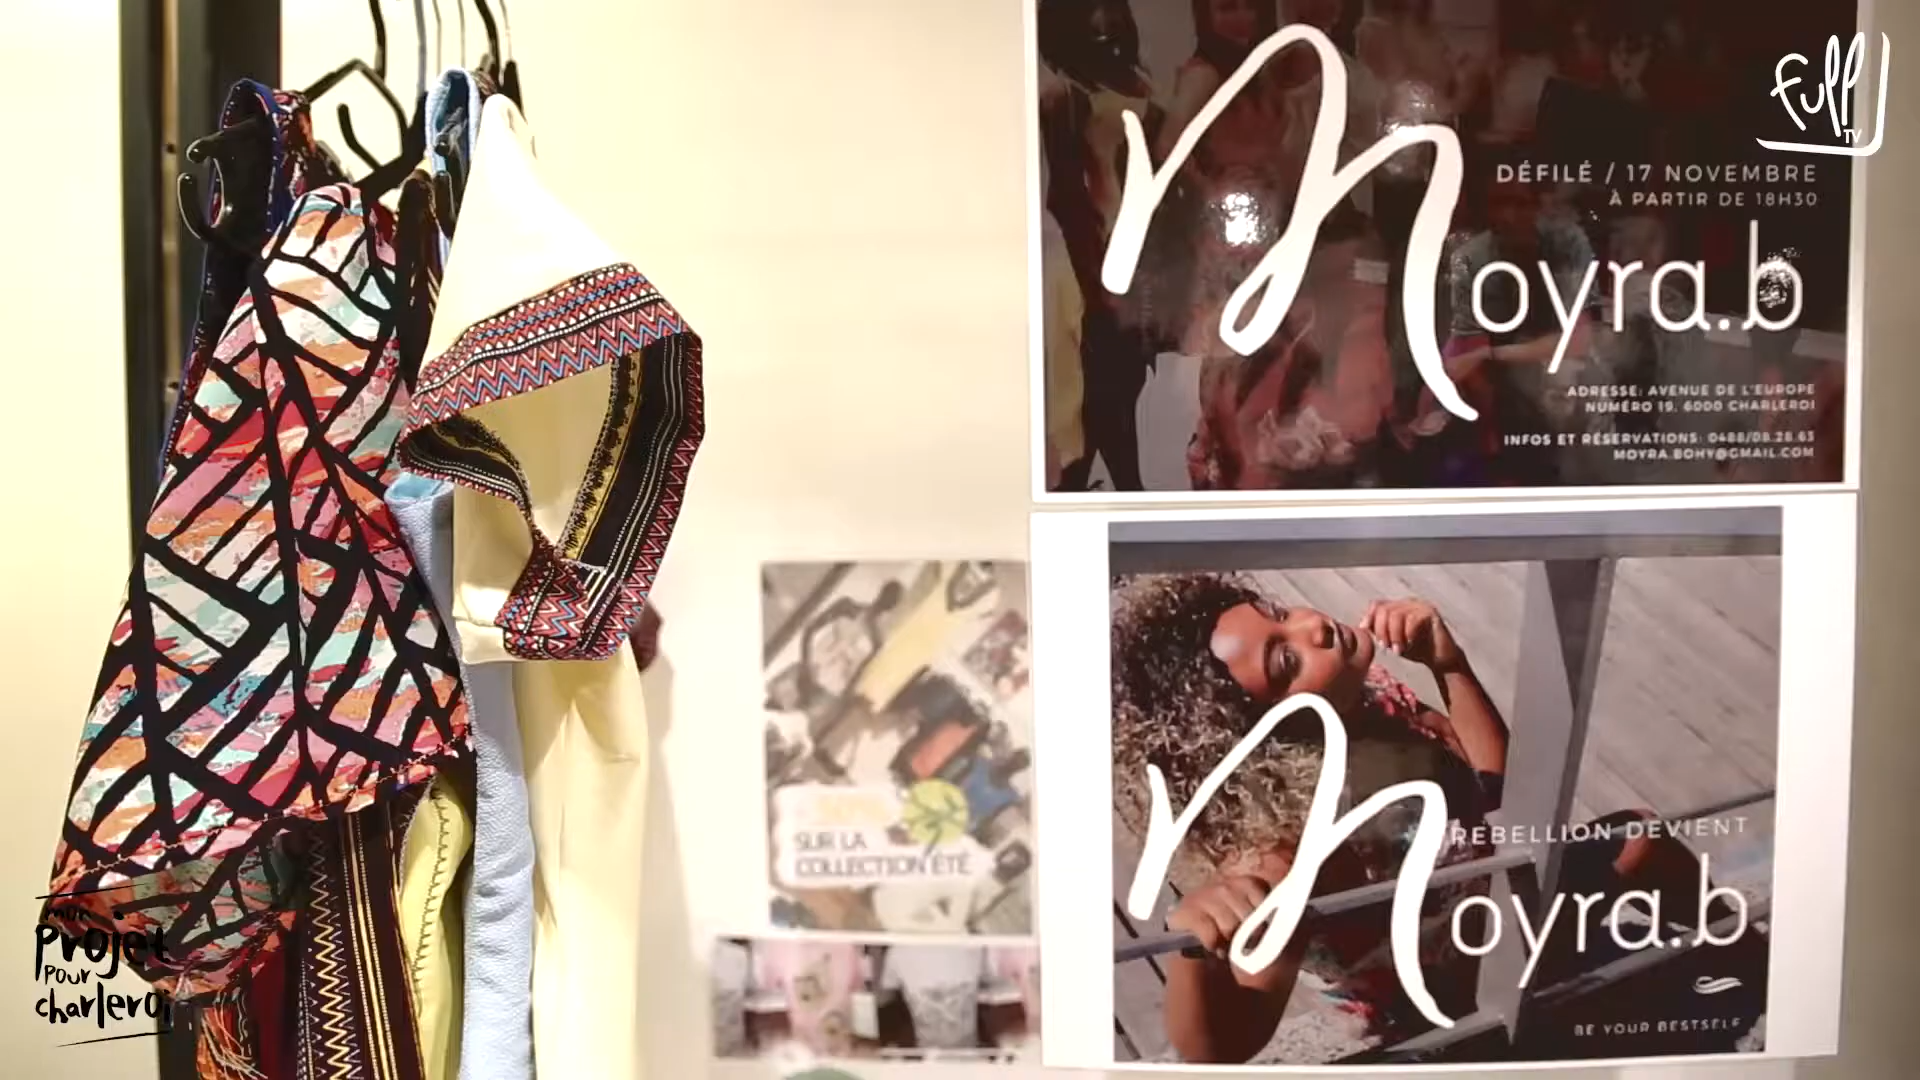 Full
TV
DÉFILÉ / 17 NOVEMBRE
À PARTIR DE 18H30
Moyra.b
ADRESSE: AVENUE DE L'EUROPE
NUMÉRO 19, 6000 CHARLEROI
INFOS ET RÉSERVATIONS: 0488/08.28.63
MOYRA.BOHY@GMAIL.COM
SUR LA
COLLECTION ÉTÉ
REBELLION DEVIENT
Moyra.b
BE YOUR BESTSELF
mon
Projet
pour
charleroi